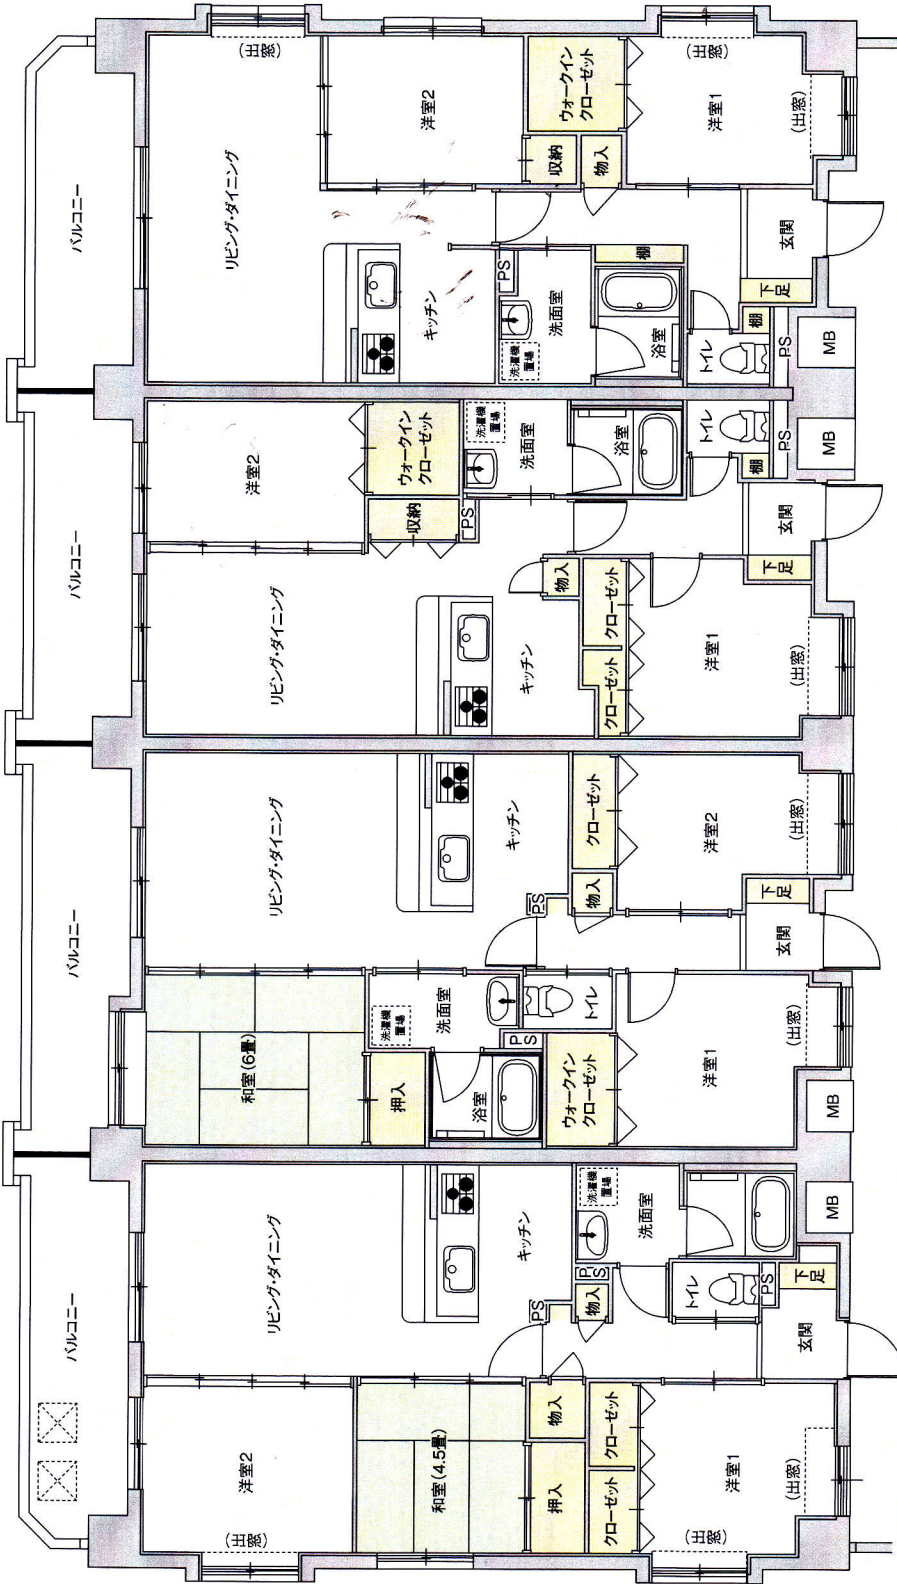 バルコニー
洋室2
(出窓)
リビング・ダイニング
和室(4.5畳)
キッチン
押入
物入
PS
物入
PS
洗濯機
置場
洗面室
クローゼット
クローゼット
トイレ
PS
洋室1
(出窓)
(出窓)
玄関
下足
MB
バルコニー
和室(6畳)
リビング・ダイニング
押入
洗濯機
置場
洗面室
浴室
キッチン
PS
PS
トイレ
物入
クローゼット
ウォークイン
クローゼット
洋室1
(出窓)
洋室2
(出窓)
玄関
下足
MB
バルコニー
リビング・ダイニング
洋室2
収納
ウォークイン
クローゼット
PS
洗濯機
置場
洗面室
キッチン
物入
浴室
クローゼット
クローゼット
トイレ
棚
PS
洋室1
(出窓)
下足
玄関
MB
バルコニー
リビング・ダイニング
(出窓)
洋室2
キッチン
PS
洗濯機
置場
洗面室
収納
物入
ウォークイン
クローゼット
棚
浴室
トイレ
棚
PS
洋室1
(出窓)
(出窓)
下足
玄関
MB